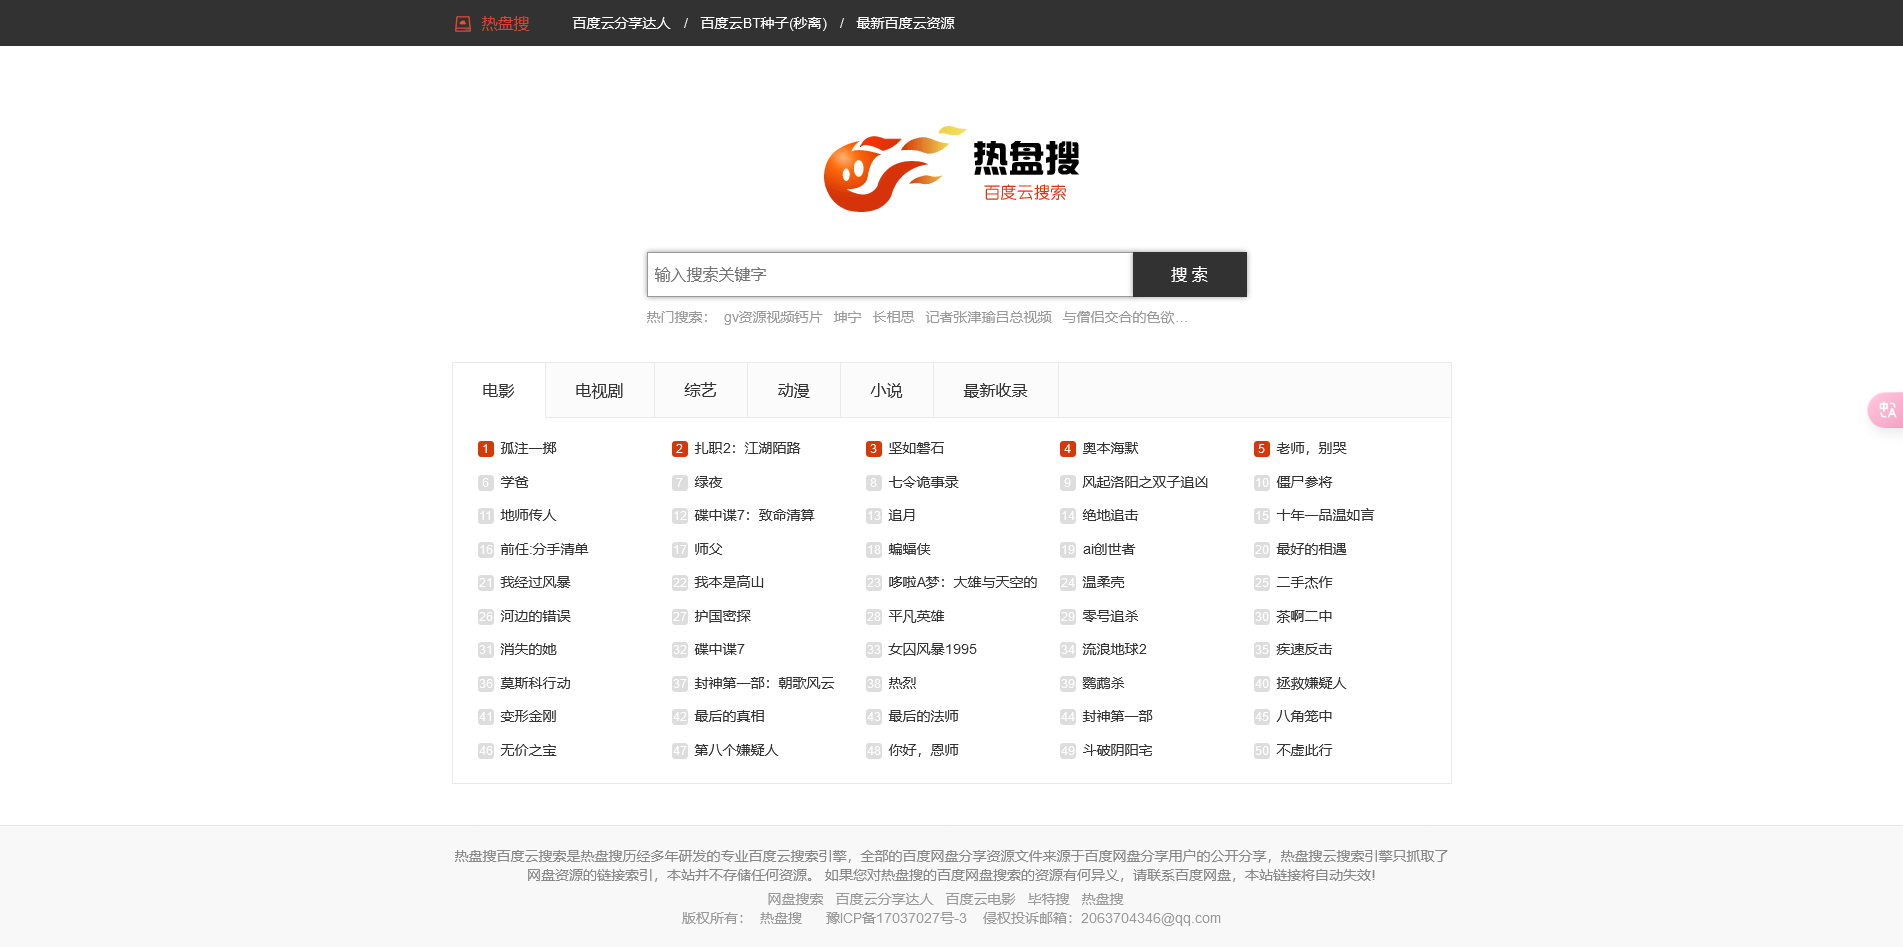 热盘搜 百度云分享达人 / 百度云BT种子(秒离) / 最新百度云资源
热盘搜
百度云搜索
输入搜索关键字 搜 索
热门搜索： gv资源视频钙片 坤宁 长相思 记者张津瑜吕总视频 与僧侣交合的色欲…
电影 电视剧 综艺 动漫 小说 最新收录
1 孤注一掷 2 扎职2：江湖陌路 3 坚如磐石 4 奥本海默 5 老师，别哭
6 学爸 7 绿夜 8 七令诡事录 9 风起洛阳之双子追凶 10 僵尸参将
11 地师传人 12 碟中谍7：致命清算 13 追月 14 绝地追击 15 十年一品温如言
16 前任:分手清单 17 师父 18 蝙蝠侠 19 ai创世者 20 最好的相遇
21 我经过风暴 22 我本是高山 23 哆啦A梦：大雄与天空的 24 温柔壳 25 二手杰作
26 河边的错误 27 护国密探 28 平凡英雄 29 零号追杀 30 茶啊二中
31 消失的她 32 碟中谍7 33 女囚风暴1995 34 流浪地球2 35 疾速反击
36 莫斯科行动 37 封神第一部：朝歌风云 38 热烈 39 鹦鹉杀 40 拯救嫌疑人
41 变形金刚 42 最后的真相 43 最后的法师 44 封神第一部 45 八角笼中
46 无价之宝 47 第八个嫌疑人 48 你好，恩师 49 斗破阴阳宅 50 不虚此行
热盘搜百度云搜索是热盘搜历经多年研发的专业百度云搜索引擎，全部的百度网盘分享资源文件来源于百度网盘分享用户的公开分享，热盘搜云搜索引擎只抓取了
网盘资源的链接索引，本站并不存储任何资源。 如果您对热盘搜的百度网盘搜索的资源有何异义，请联系百度网盘，本站链接将自动失效!
网盘搜索 百度云分享达人 百度云电影 毕特搜 热盘搜
版权所有： 热盘搜 豫ICP备17037027号-3 侵权投诉邮箱：2063704346@qq.com